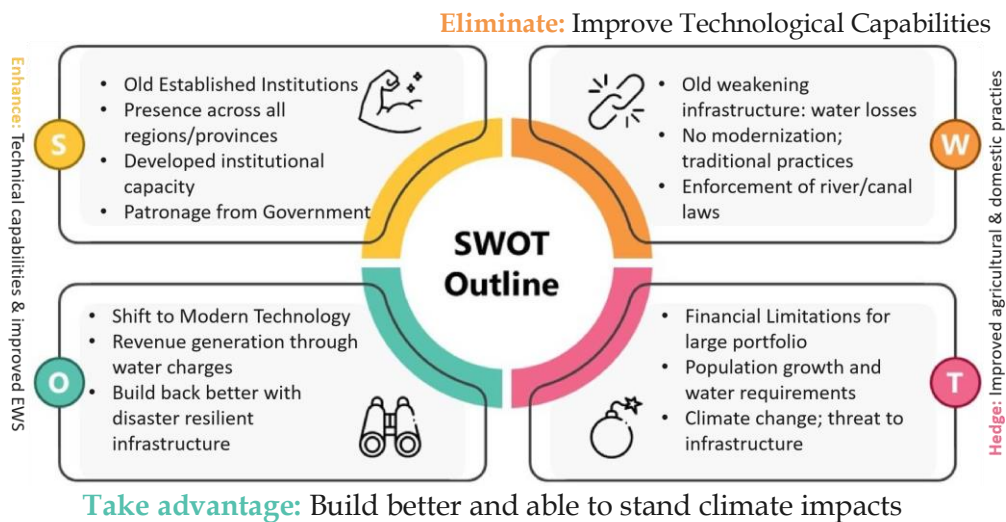 Eliminate: Improve Technological Capabilities
Enhance: Technical capabilities & improved EWS
S
• Old Established Institutions
• Presence across all
regions/provinces
• Developed institutional
capacity
• Patronage from Government
• Old weakening
infrastructure: water losses
• No modernization;
traditional practices
• Enforcement of river/canal
laws
W
Hedge: Improved agricultural & domestic practies
SWOT
Outline
O
• Shift to Modern Technology
• Revenue generation through
water charges
• Build back better with
disaster resilient
infrastructure
• Financial Limitations for
large portfolio
• Population growth and
water requirements
• Climate change; threat to
infrastructure
T
Take advantage: Build better and able to stand climate impacts